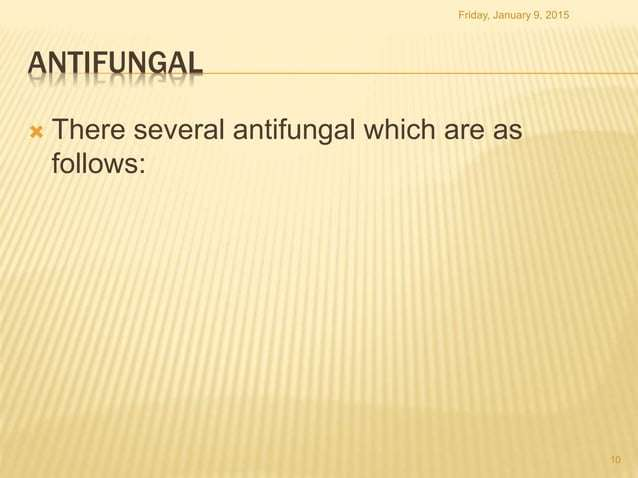 Friday, January 9, 2015
ANTIFUNGAL
There several antifungal which are as
follows:
10